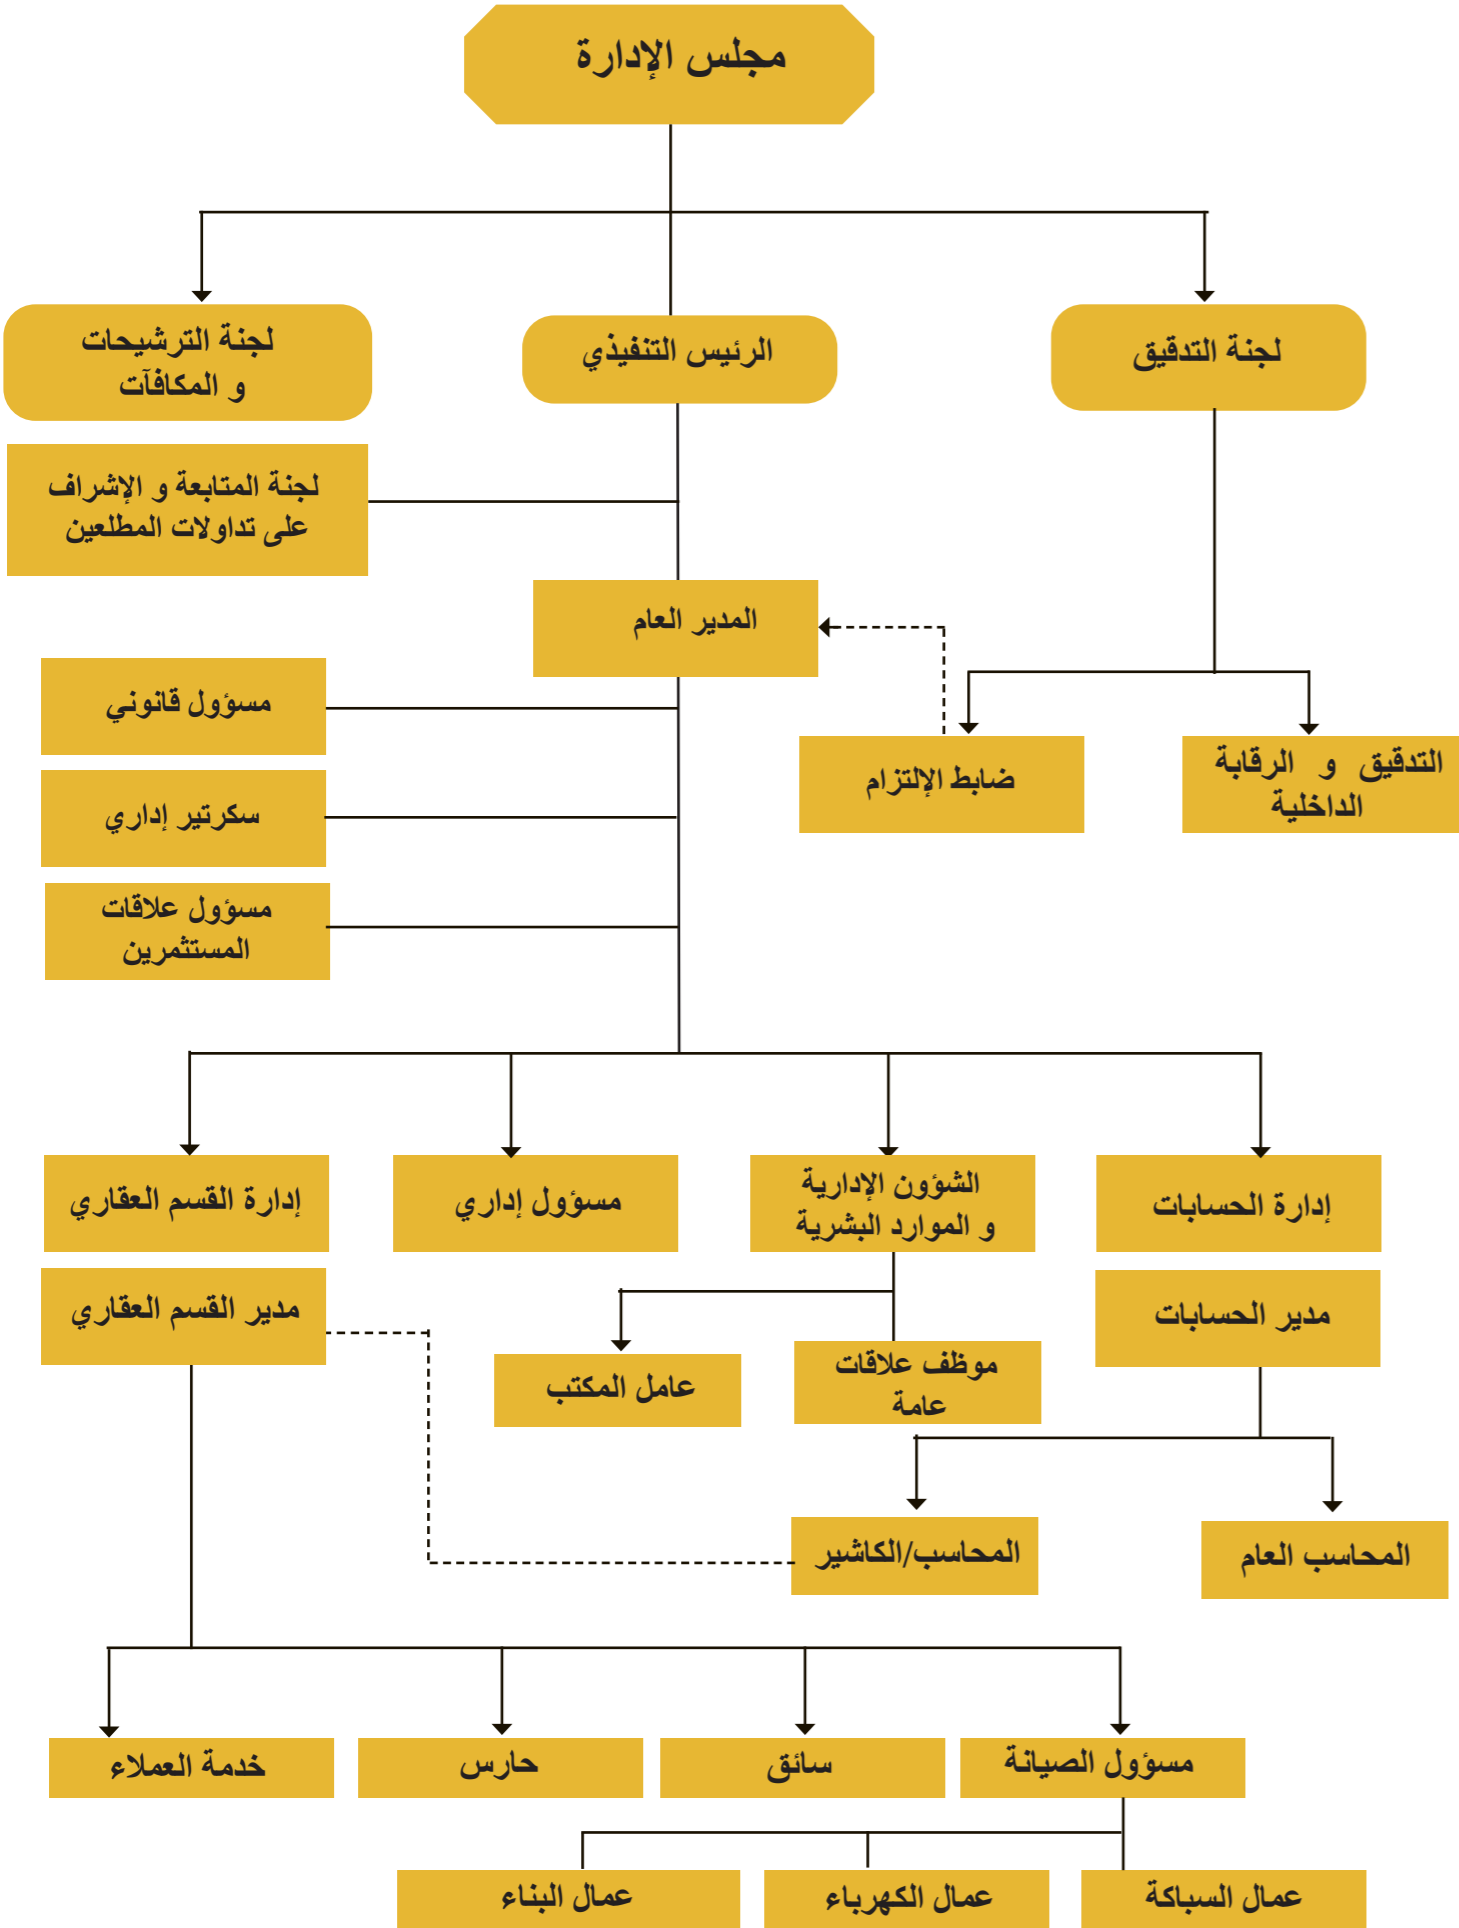 مجلس الإدارة
لجنة التدقيق
الرئيس التنفيذي
لجنة الترشيحات
و المكافآت
لجنة المتابعة و الإشراف
على تداولات المطلعين
المدير العام
مسؤول قانوني
التدقيق و الرقابة
الداخلية
ضابط الإلتزام
سكرتير إداري
مسؤول علاقات
المستثمرين
إدارة الحسابات
الشؤون الإدارية
و الموارد البشرية
مسؤول إداري
إدارة القسم العقاري
مدير الحسابات
مدير القسم العقاري
موظف علاقات
عامة
عامل المكتب
المحاسب العام
المحاسب/الكاشير
مسؤول الصيانة
سائق
حارس
خدمة العملاء
عمال السباكة
عمال الكهرباء
عمال البناء